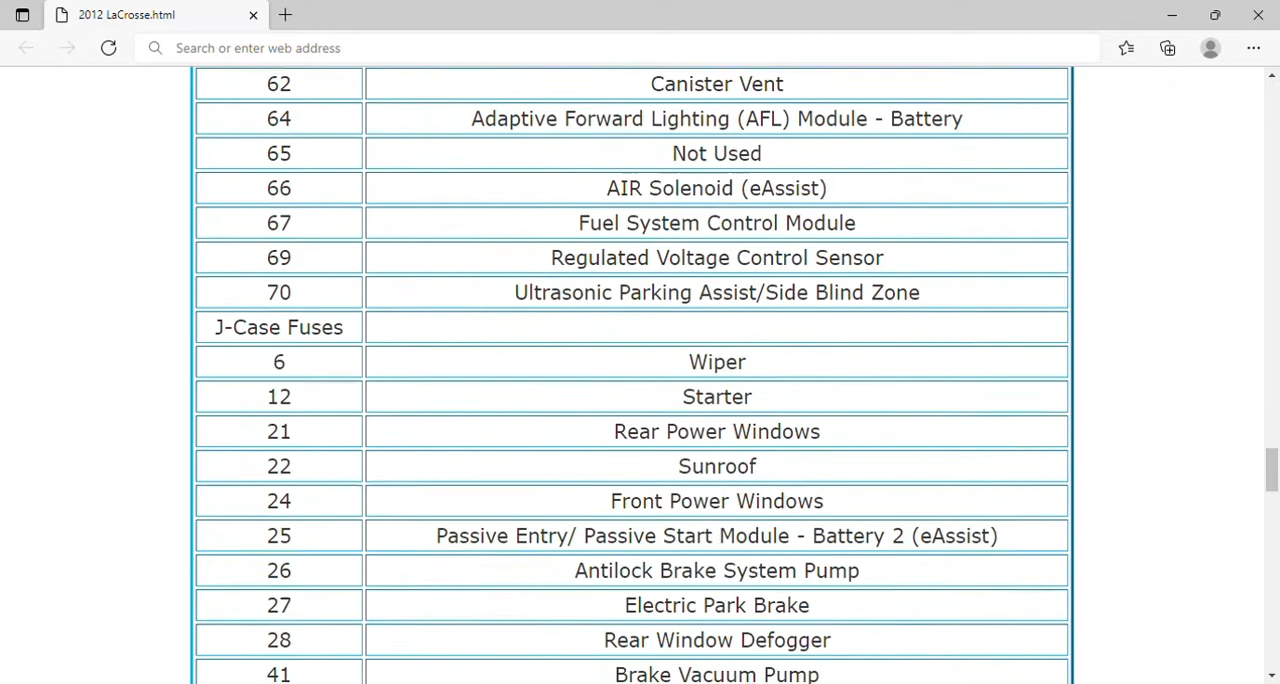 2012 LaCrosse.html
Search or enter web address
62 Canister Vent
64 Adaptive Forward Lighting (AFL) Module - Battery
65 Not Used
66 AIR Solenoid (eAssist)
67 Fuel System Control Module
69 Regulated Voltage Control Sensor
70 Ultrasonic Parking Assist/Side Blind Zone
J-Case Fuses
6 Wiper
12 Starter
21 Rear Power Windows
22 Sunroof
24 Front Power Windows
25 Passive Entry/ Passive Start Module - Battery 2 (eAssist)
26 Antilock Brake System Pump
27 Electric Park Brake
28 Rear Window Defogger
41 Brake Vacuum Pump